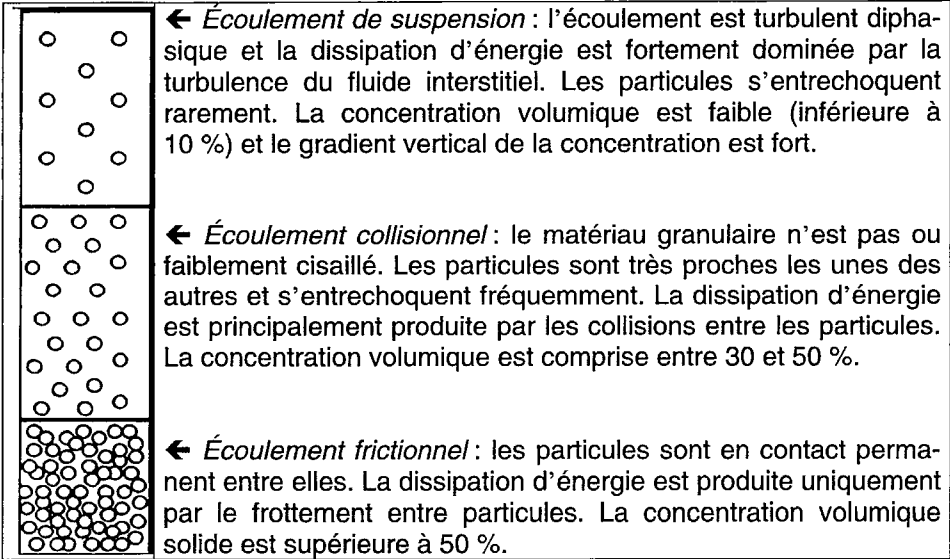 ← Écoulement de suspension : l'écoulement est turbulent dipha-
sique et la dissipation d'énergie est fortement dominée par la
turbulence du fluide interstitiel. Les particules s'entrechoquent
rarement. La concentration volumique est faible (inférieure à
10 %) et le gradient vertical de la concentration est fort.
← Écoulement collisionnel : le matériau granulaire n'est pas ou
faiblement cisaillé. Les particules sont très proches les unes des
autres et s'entrechoquent fréquemment. La dissipation d'énergie
est principalement produite par les collisions entre les particules.
La concentration volumique est comprise entre 30 et 50 %.
← Écoulement frictionnel : les particules sont en contact perma-
nent entre elles. La dissipation d'énergie est produite uniquement
par le frottement entre particules. La concentration volumique
solide est supérieure à 50 %.